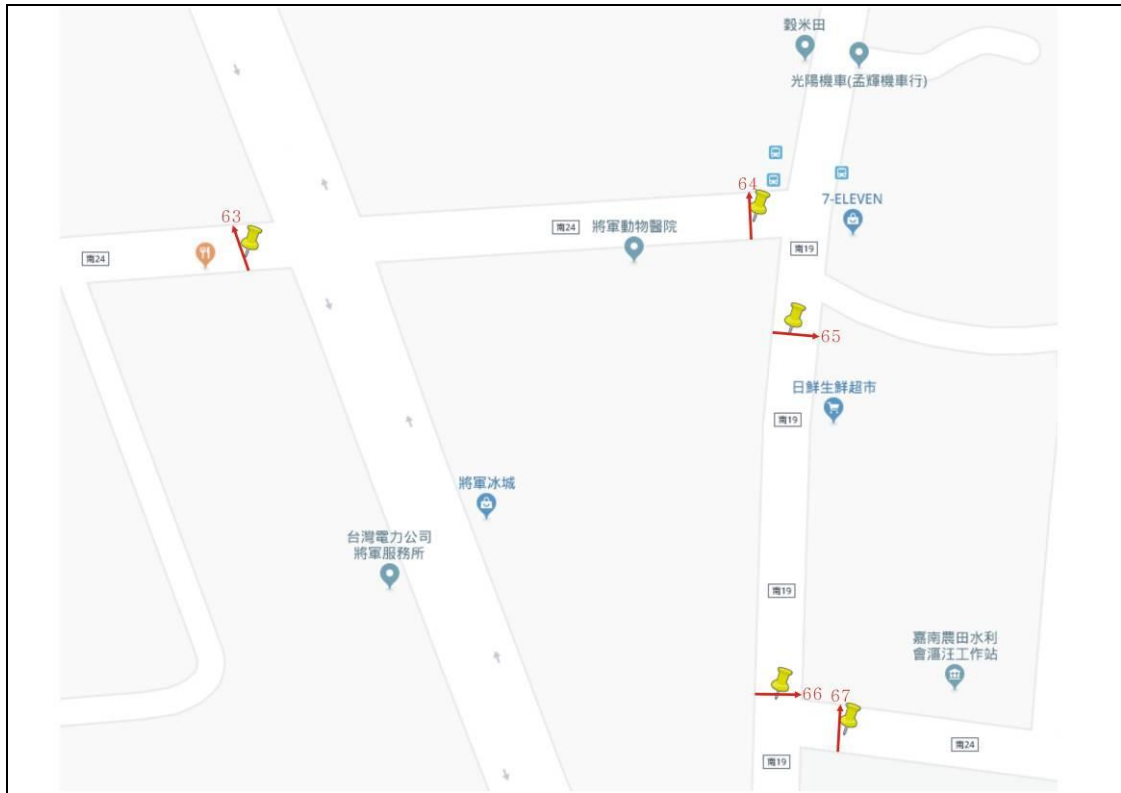 穀米田
光陽機車(孟輝機車行)
64
7-ELEVEN
63
南24
將軍動物醫院
南19
南24
65
日鮮生鮮超市
南19
將軍冰城
台灣電力公司
將軍服務所
南19
嘉南農田水利
會漚汪工作站
66
67
南24
南19